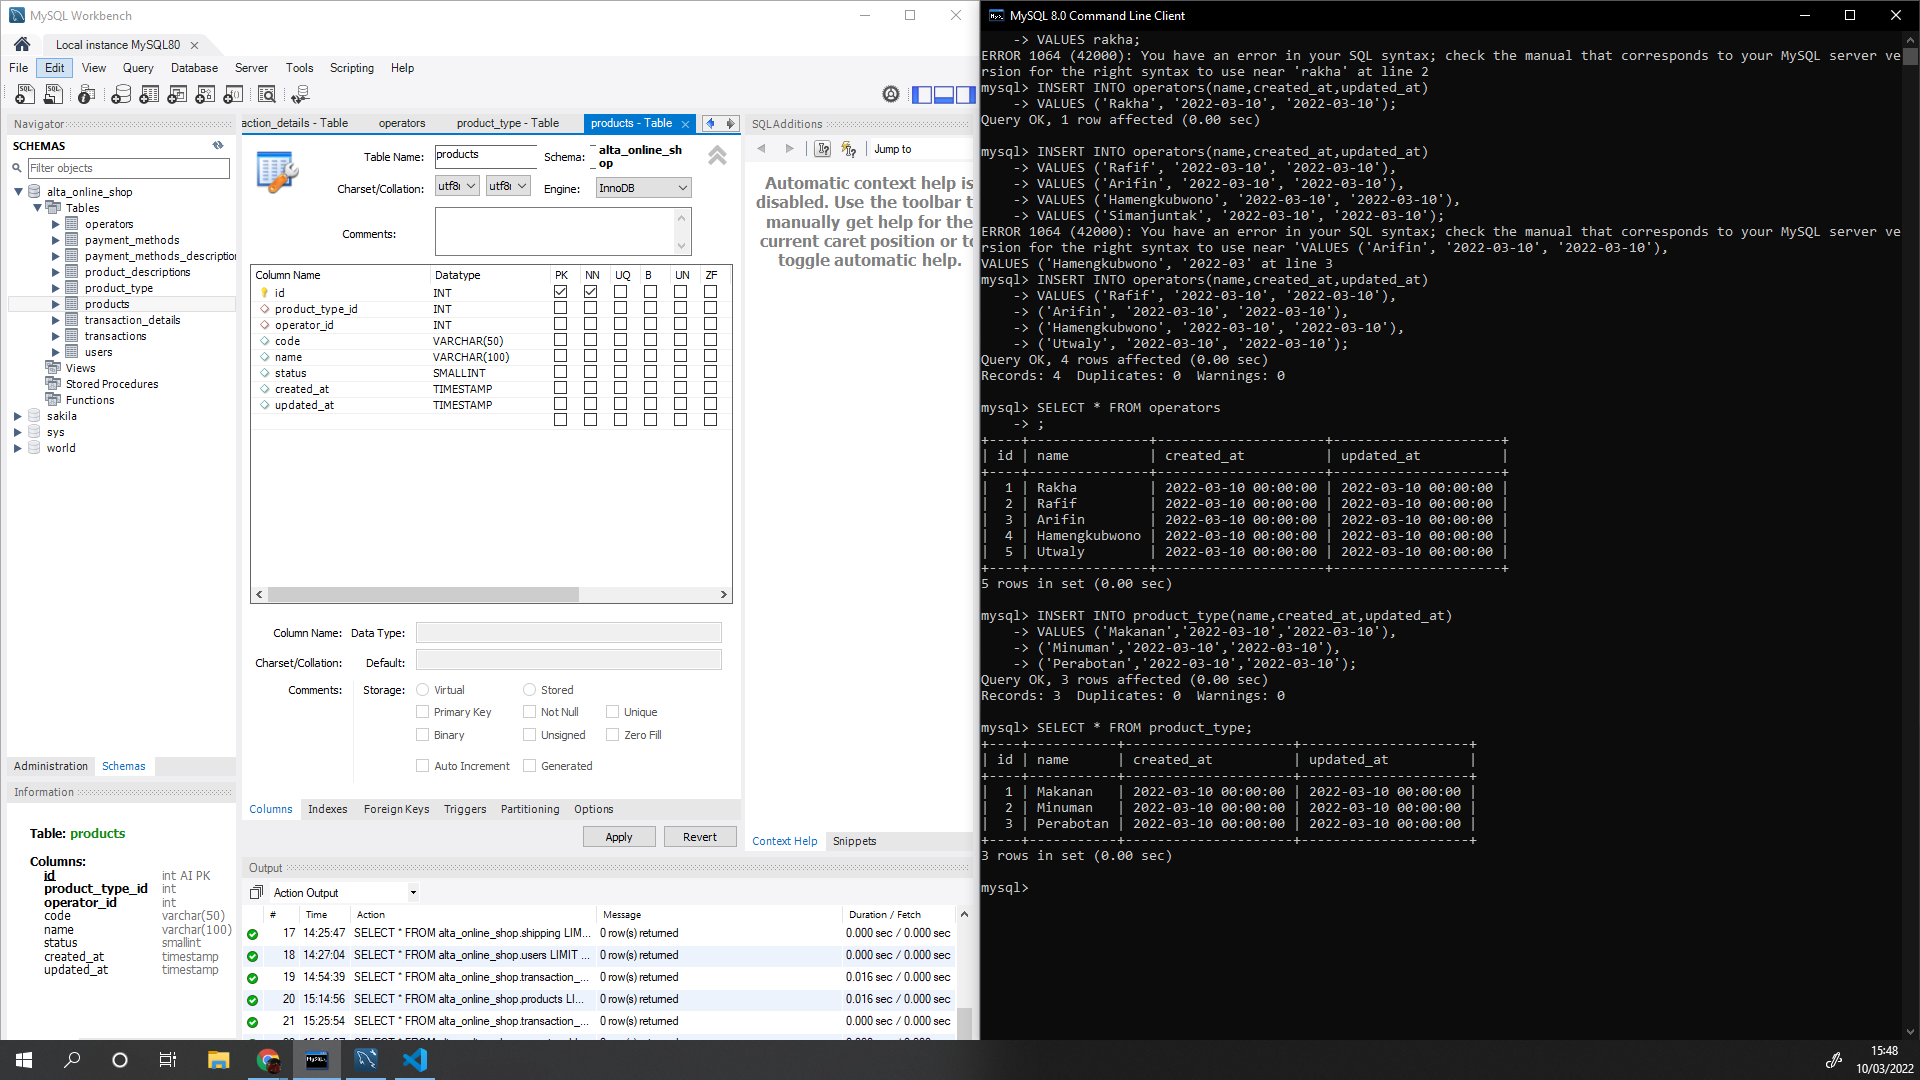 MySQL Workbench
Local instance MySQL80
File Edit View Query Database Server Tools Scripting Help
Navigator
SCHEMAS
Filter objects
alta_online_shop
Tables
operators
payment_methods
payment_methods_descriptio
product_descriptions
product_type
products
transaction_details
transactions
users
Views
Stored Procedures
Functions
sakila
sys
world
Administration Schemas
Information
Table: products
Columns:
id int AI PK
product_type_id int
operator_id int
code varchar(50)
name varchar(100)
status smallint
created_at timestamp
updated_at timestamp
action_details - Table operators product_type - Table products - Table
Table Name: products Schema: alta_online_sh
op
Charset/Collation: utf8 utf8 Engine: InnoDB
Comments:
Column Name Datatype PK NN UQ B UN ZF
id INT
product_type_id INT
operator_id INT
code VARCHAR(50)
name VARCHAR(100)
status SMALLINT
created_at TIMESTAMP
updated_at TIMESTAMP
Column Name: Data Type:
Charset/Collation: Default:
Comments: Storage: Virtual Stored
Primary Key Not Null Unique
Binary Unsigned Zero Fill
Auto Increment Generated
Columns Indexes Foreign Keys Triggers Partitioning Options
Apply Revert
SQLAdditions
Jump to
Automatic context help is
disabled. Use the toolbar t
manually get help for the
current caret position or to
toggle automatic help.
Context Help Snippets
Output
Action Output
# Time Action Message Duration / Fetch
17 14:25:47 SELECT * FROM alta_online_shop.shipping LIM... 0 row(s) returned 0.000 sec / 0.000 sec
18 14:27:04 SELECT * FROM alta_online_shop.users LIMIT ... 0 row(s) returned 0.000 sec / 0.000 sec
19 14:54:39 SELECT * FROM alta_online_shop.transaction_... 0 row(s) returned 0.016 sec / 0.000 sec
20 15:14:56 SELECT * FROM alta_online_shop.products LI... 0 row(s) returned 0.016 sec / 0.000 sec
21 15:25:54 SELECT * FROM alta_online_shop.transaction_... 0 row(s) returned 0.000 sec / 0.000 sec
MySQL 8.0 Command Line Client
-> VALUES rakha;
ERROR 1064 (42000): You have an error in your SQL syntax; check the manual that corresponds to your MySQL server ve
rsion for the right syntax to use near 'rakha' at line 2
mysql> INSERT INTO operators(name,created_at,updated_at)
-> VALUES ('Rakha', '2022-03-10', '2022-03-10');
Query OK, 1 row affected (0.00 sec)
mysql> INSERT INTO operators(name,created_at,updated_at)
-> VALUES ('Rafif', '2022-03-10', '2022-03-10'),
-> VALUES ('Arifin', '2022-03-10', '2022-03-10'),
-> VALUES ('Hamengkubwono', '2022-03-10', '2022-03-10'),
-> VALUES ('Simanjuntak', '2022-03-10', '2022-03-10');
ERROR 1064 (42000): You have an error in your SQL syntax; check the manual that corresponds to your MySQL server ve
rsion for the right syntax to use near 'VALUES ('Arifin', '2022-03-10', '2022-03-10'),
VALUES ('Hamengkubwono', '2022-03' at line 3
mysql> INSERT INTO operators(name,created_at,updated_at)
-> VALUES ('Rafif', '2022-03-10', '2022-03-10'),
-> ('Arifin', '2022-03-10', '2022-03-10'),
-> ('Hamengkubwono', '2022-03-10', '2022-03-10'),
-> ('Utwaly', '2022-03-10', '2022-03-10');
Query OK, 4 rows affected (0.00 sec)
Records: 4 Duplicates: 0 Warnings: 0
mysql> SELECT * FROM operators
-> ;
| id | name | created_at | updated_at |
| 1 | Rakha | 2022-03-10 00:00:00 | 2022-03-10 00:00:00 |
| 2 | Rafif | 2022-03-10 00:00:00 | 2022-03-10 00:00:00 |
| 3 | Arifin | 2022-03-10 00:00:00 | 2022-03-10 00:00:00 |
| 4 | Hamengkubwono | 2022-03-10 00:00:00 | 2022-03-10 00:00:00 |
| 5 | Utwaly | 2022-03-10 00:00:00 | 2022-03-10 00:00:00 |
5 rows in set (0.00 sec)
mysql> INSERT INTO product_type(name,created_at,updated_at)
-> VALUES ('Makanan','2022-03-10','2022-03-10'),
-> ('Minuman','2022-03-10','2022-03-10'),
-> ('Perabotan','2022-03-10','2022-03-10');
Query OK, 3 rows affected (0.00 sec)
Records: 3 Duplicates: 0 Warnings: 0
mysql> SELECT * FROM product_type;
| id | name | created_at | updated_at |
| 1 | Makanan | 2022-03-10 00:00:00 | 2022-03-10 00:00:00 |
| 2 | Minuman | 2022-03-10 00:00:00 | 2022-03-10 00:00:00 |
| 3 | Perabotan | 2022-03-10 00:00:00 | 2022-03-10 00:00:00 |
3 rows in set (0.00 sec)
mysql>
15:48
10/03/2022